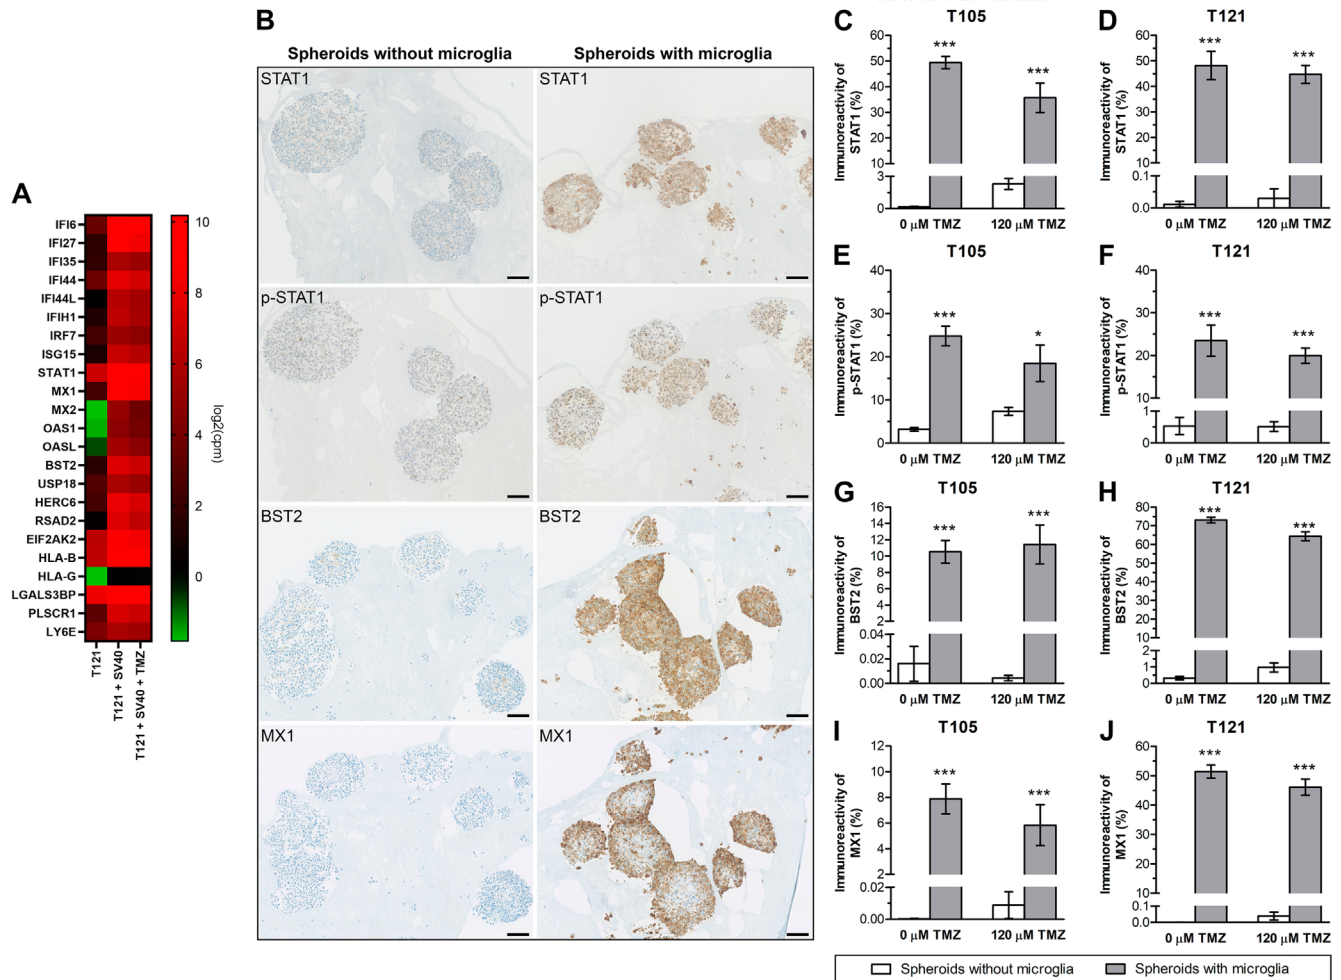 A
IFI6
IFI27
IFI35
IFI44
IFI44L
IFIH1
IRF7
ISG15
STAT1
MX1
MX2
OAS1
OASL
BST2
USP18
HERC6
RSAD2
EIF2AK2
HLA-B
HLA-G
LGALS3BP
PLSCR1
LY6E
T121
T121 + SV40
T121 + SV40 + TMZ
10
8
6
4
2
0
log2(cpm)
B
Spheroids without microglia
Spheroids with microglia
STAT1
STAT1
p-STAT1
p-STAT1
BST2
BST2
MX1
MX1
C
T105
Immunoreactivity of
STAT1 (%)
60
50
40
30
20
10
3
0
***
***
0 µM TMZ
120 µM TMZ
D
T121
Immunoreactivity of
STAT1 (%)
60
50
40
30
20
10
0.1
0.0
***
***
0 µM TMZ
120 µM TMZ
E
T105
Immunoreactivity of
p-STAT1 (%)
40
30
20
10
0
***
*
0 µM TMZ
120 µM TMZ
F
T121
Immunoreactivity of
p-STAT1 (%)
40
30
20
10
1
0
***
***
0 µM TMZ
120 µM TMZ
G
T105
Immunoreactivity of
BST2 (%)
16
14
12
10
8
6
4
2
0.04
0.02
0.00
***
***
0 µM TMZ
120 µM TMZ
H
T121
Immunoreactivity of
BST2 (%)
80
70
60
50
40
30
20
10
2
1
0
***
***
0 µM TMZ
120 µM TMZ
I
T105
Immunoreactivity of
MX1 (%)
12
10
8
6
4
2
0.02
0.00
***
***
0 µM TMZ
120 µM TMZ
J
T121
Immunoreactivity of
MX1 (%)
60
50
40
30
20
10
0.1
0.0
***
***
0 µM TMZ
120 µM TMZ
Spheroids without microglia
Spheroids with microglia